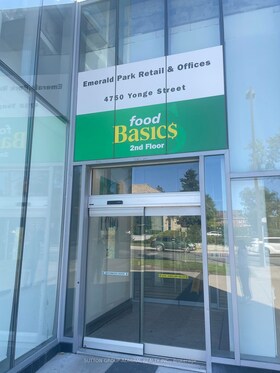 Emerald Park Retail & Offices
4750 Yonge Street
food
Basics
2nd Floor